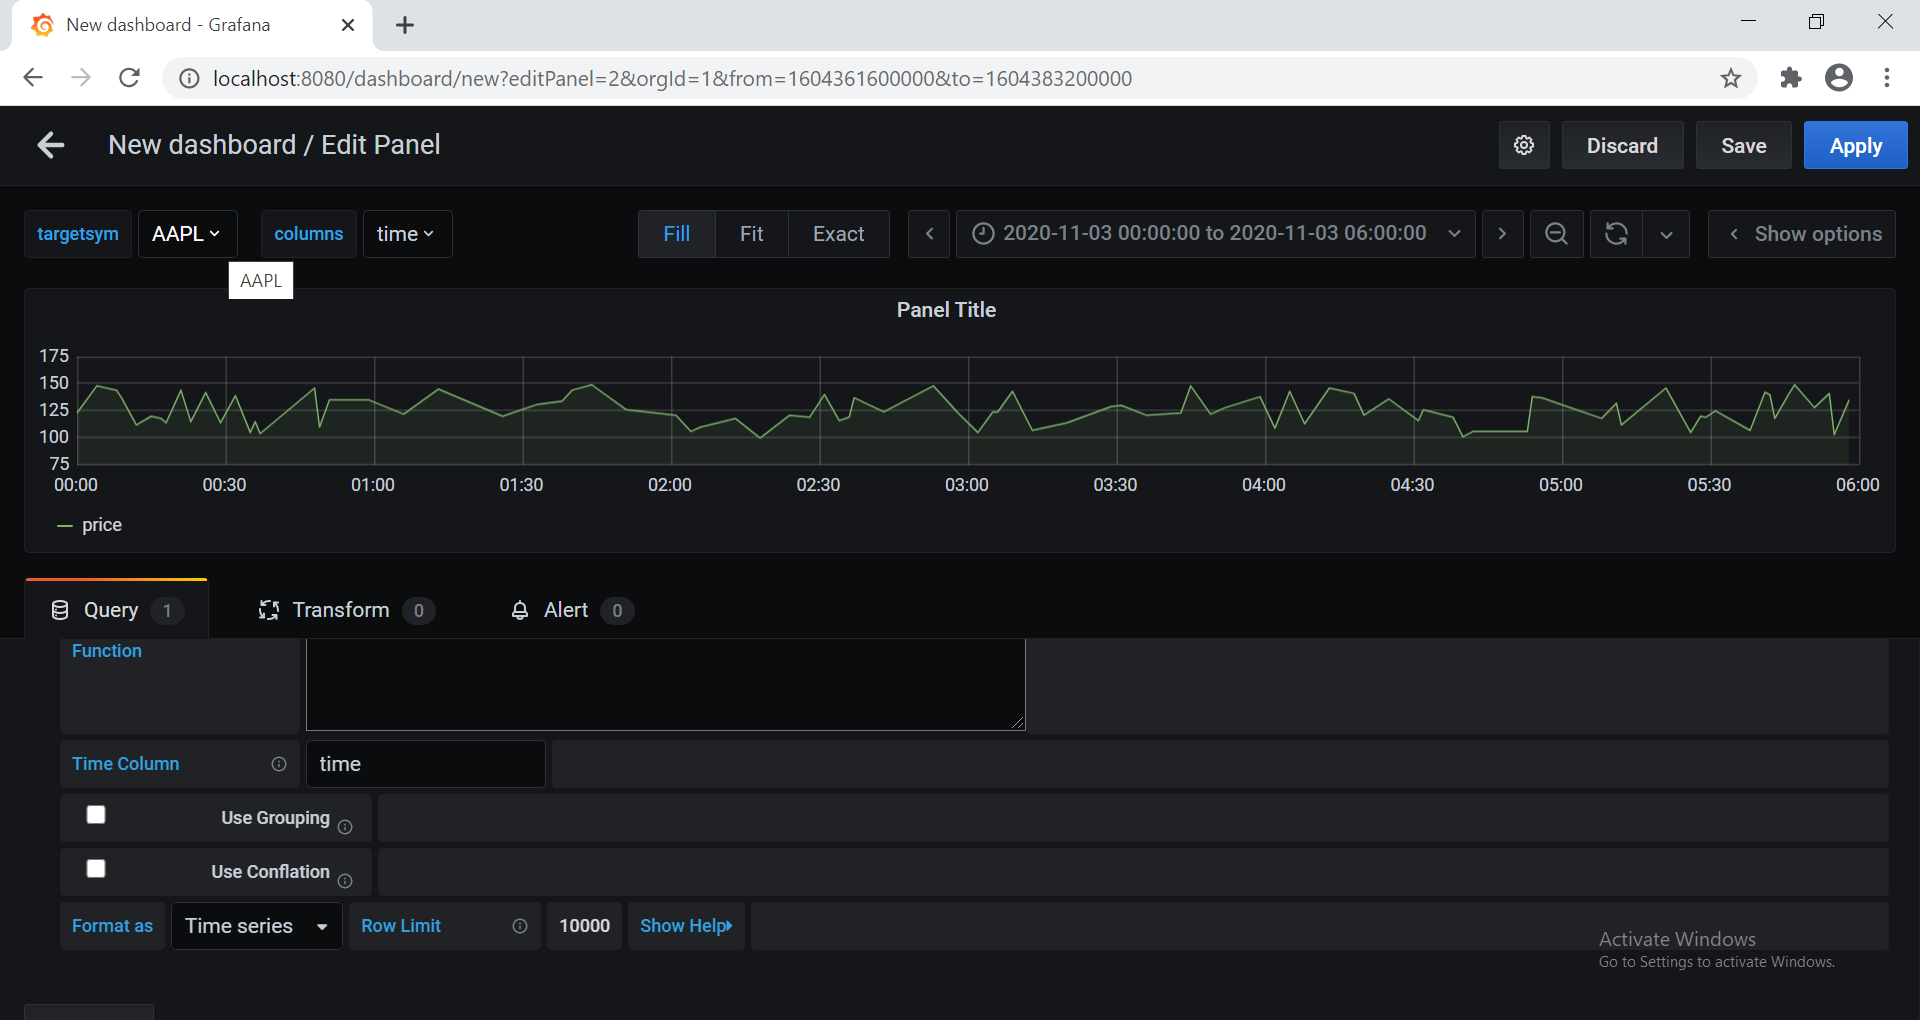 New dashboard - Grafana
localhost:8080/dashboard/new?editPanel=2&orgId=1&from=1604361600000&to=1604383200000
New dashboard / Edit Panel
Discard
Save
Apply
targetsym
AAPL
columns
time
Fill
Fit
Exact
2020-11-03 00:00:00 to 2020-11-03 06:00:00
Show options
AAPL
Panel Title
175
150
125
100
75
00:00 00:30 01:00 01:30 02:00 02:30 03:00 03:30 04:00 04:30 05:00 05:30 06:00
price
Query 1
Transform 0
Alert 0
Function
Time Column
time
Use Grouping
Use Conflation
Format as
Time series
Row Limit
10000
Show Help
Activate Windows
Go to Settings to activate Windows.